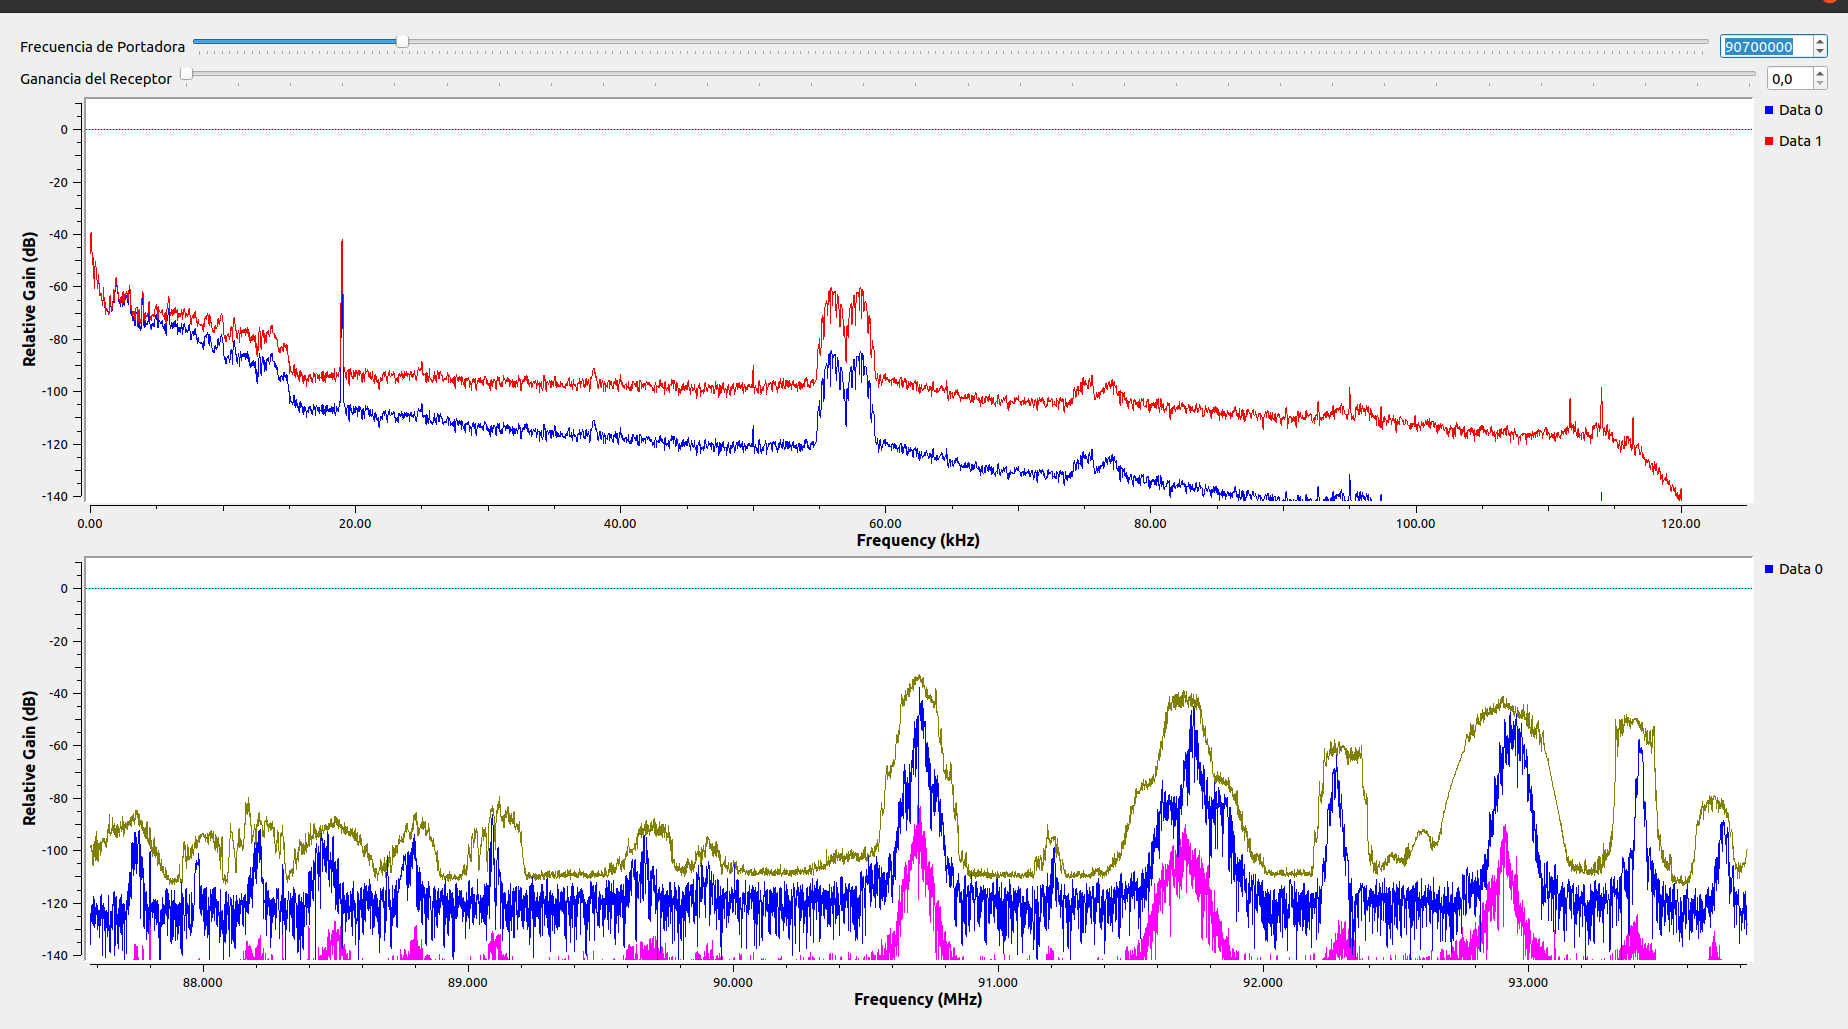 Frecuencia de Portadora 90700000
Ganancia del Receptor 0,0
Data 0
Data 1
Relative Gain (dB)
0
-20
-40
-60
-80
-100
-120
-140
0.00 20.00 40.00 60.00 80.00 100.00 120.00
Frequency (kHz)
Data 0
Relative Gain (dB)
0
-20
-40
-60
-80
-100
-120
-140
88.000 89.000 90.000 91.000 92.000 93.000
Frequency (MHz)